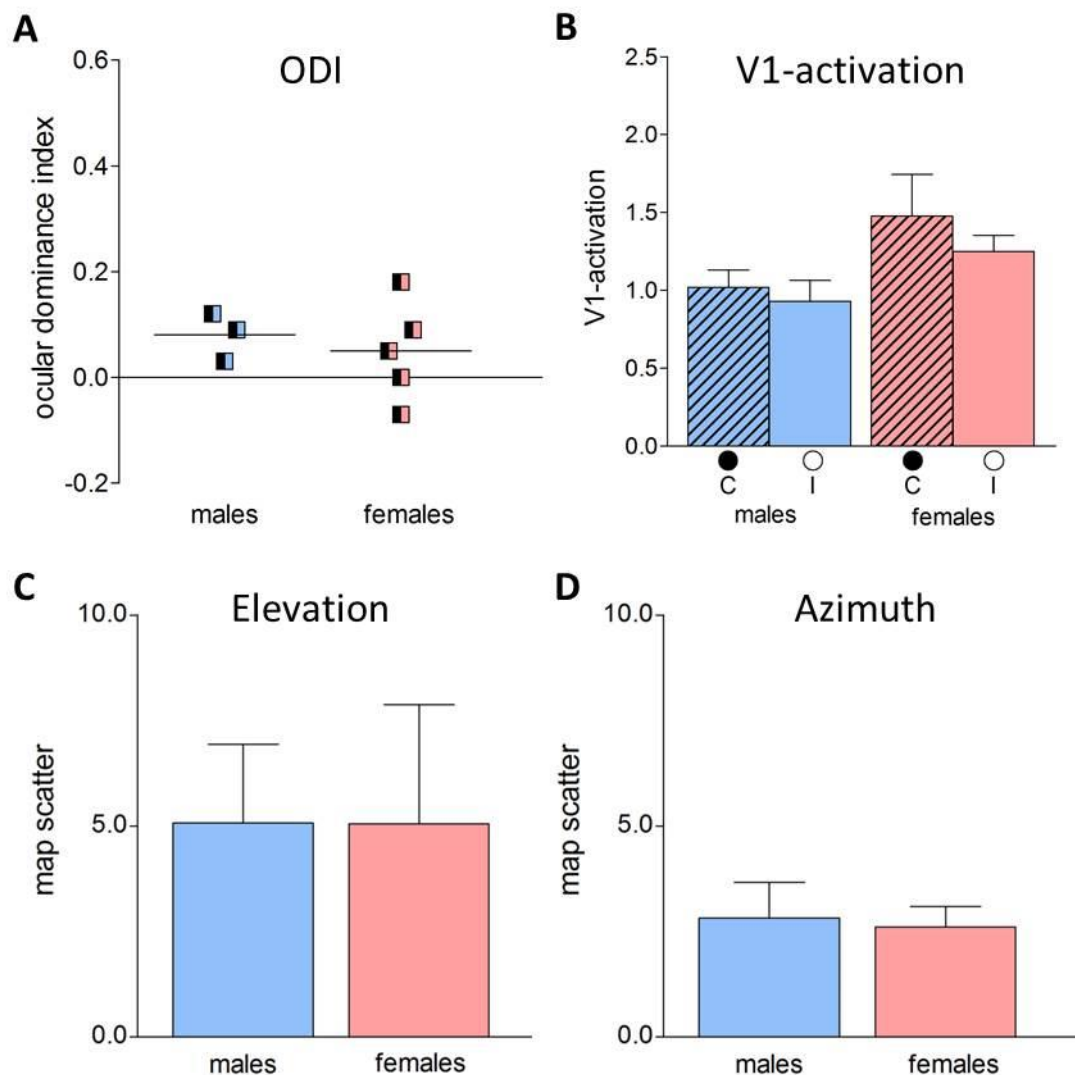 A
ODI
ocular dominance index
0.6
0.4
0.2
0.0
-0.2
males females
B
V1-activation
V1-activation
2.5
2.0
1.5
1.0
0.5
0.0
C I C I
males females
C
Elevation
map scatter
10.0
5.0
0.0
males females
D
Azimuth
map scatter
10.0
5.0
0.0
males females